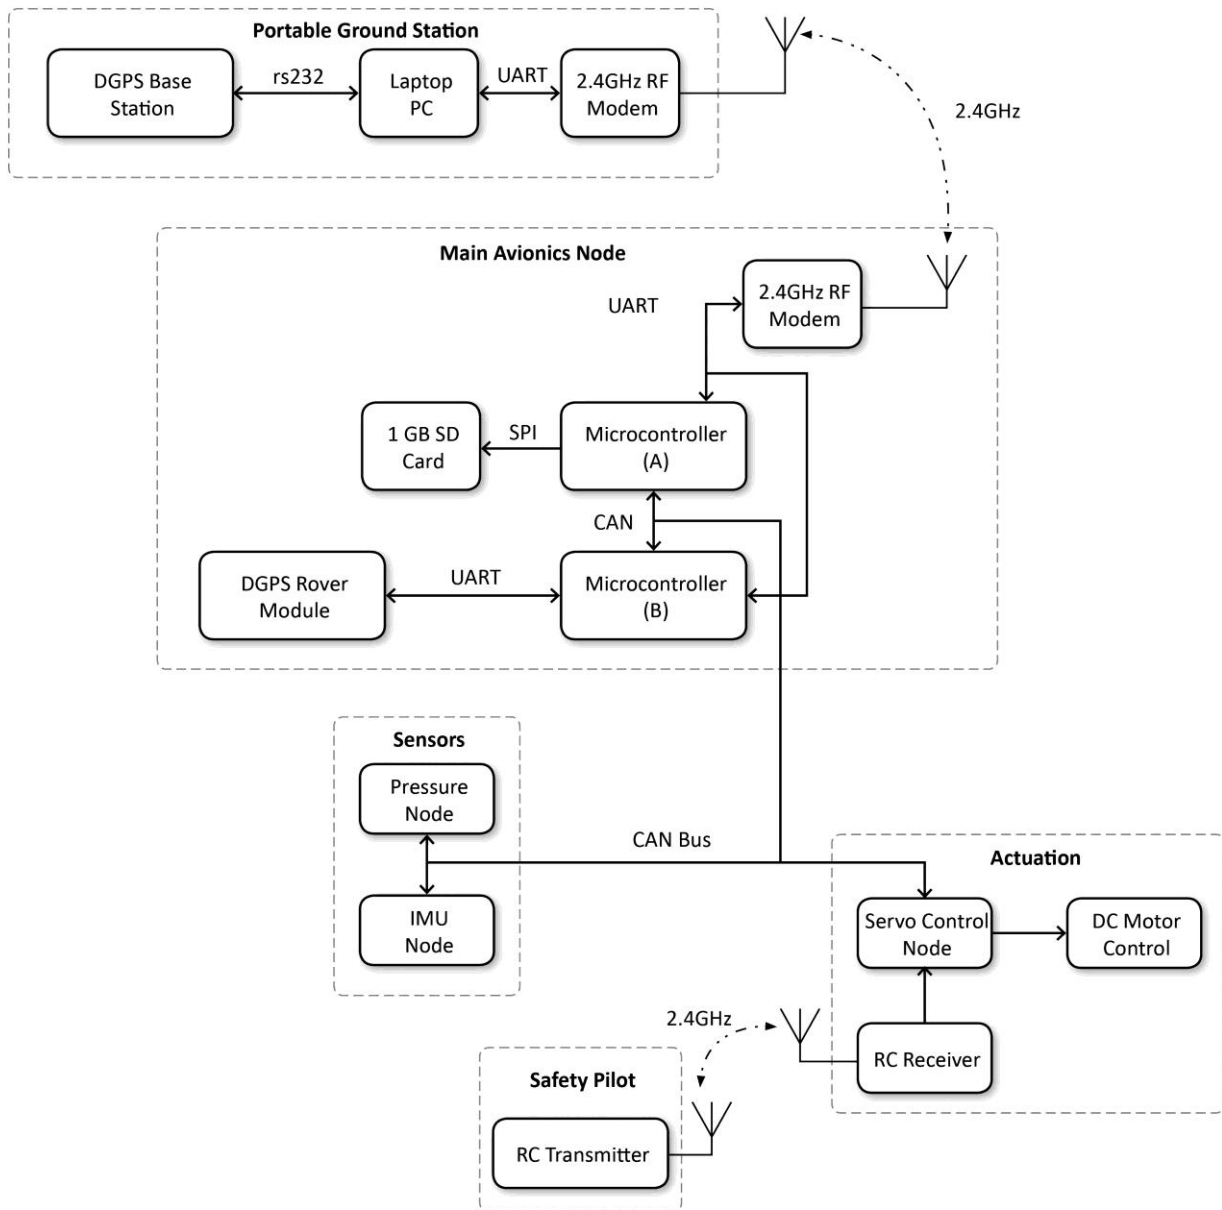 Portable Ground Station
DGPS Base
Station
rs232
Laptop
PC
UART
2.4GHz RF
Modem
2.4GHz
Main Avionics Node
UART
2.4GHz RF
Modem
1 GB SD
Card
SPI
Microcontroller
(A)
CAN
DGPS Rover
Module
UART
Microcontroller
(B)
Sensors
Pressure
Node
CAN Bus
IMU
Node
Actuation
Servo Control
Node
DC Motor
Control
2.4GHz
RC Receiver
Safety Pilot
RC Transmitter